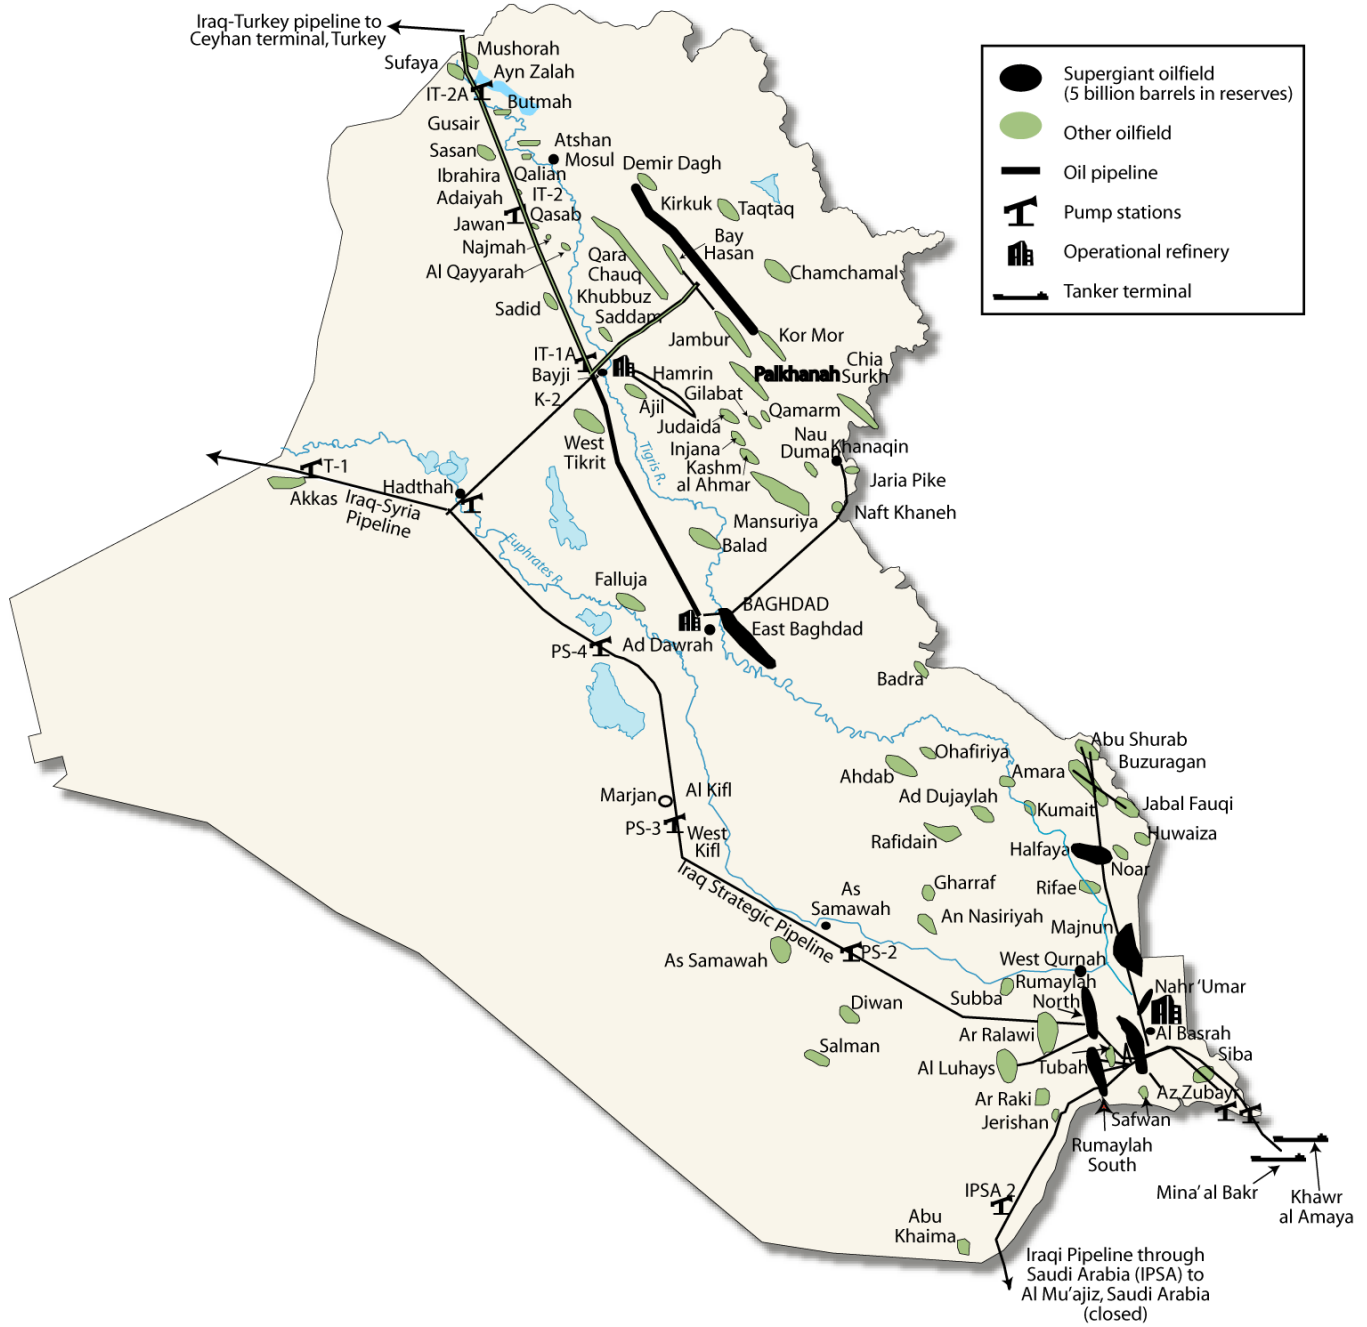 Iraq-Turkey pipeline to
Ceyhan terminal, Turkey
Mushorah
Sufaya
Ayn Zalah
IT-2A
Butmah
Gusair
Atshan
Sasan
Mosul
Demir Dagh
Ibrahira
Qalian
Adaiyah
IT-2
Kirkuk
Taqtaq
Jawan
Qasab
Najmah
Bay
Hasan
Al Qayyarah
Qara
Chauq
Chamchamal
Khubbuz
Sadid
Saddam
Jambur
Kor Mor
IT-1A
Bayji
Hamrin
Chia
Surkh
Palkhanah
K-2
Gilabat
Ajil
Qamarm
Judaida
West
Tikrit
Injana
Nau
Duman
Khanaqin
Kashm
al Ahmar
Tigris R.
Jaria Pike
T-1
Akkas
Hadthah
Iraq-Syria
Pipeline
Mansuriya
Naft Khaneh
Balad
Euphrates R.
Falluja
BAGHDAD
East Baghdad
PS-4
Ad Dawrah
Badra
Abu Shurab
Buzuragan
Ohafiriya
Ahdab
Amara
Marjan
Al Kifl
Ad Dujaylah
Kumait
Jabal Fauqi
PS-3
West
Kifl
Rafidain
Huwaiza
Halfaya
Noar
Iraq Strategic Pipeline
As
Samawah
Gharraf
Rifae
An Nasiriyah
Majnun
As Samawah
PS-2
West Qurnah
Subba
Rumaylah
North
Nahr ‘Umar
Diwan
Ar Ralawi
Al Basrah
Salman
Al Luhays
Tubah
Siba
Ar Raki
Az Zubayr
Jerishan
Safwan
Rumaylah
South
Mina’ al Bakr
Khawr
al Amaya
IPSA 2
Abu
Khaima
Iraqi Pipeline through
Saudi Arabia (IPSA) to
Al Mu’ajiz, Saudi Arabia
(closed)
Supergiant oilfield
(5 billion barrels in reserves)
Other oilfield
Oil pipeline
Pump stations
Operational refinery
Tanker terminal